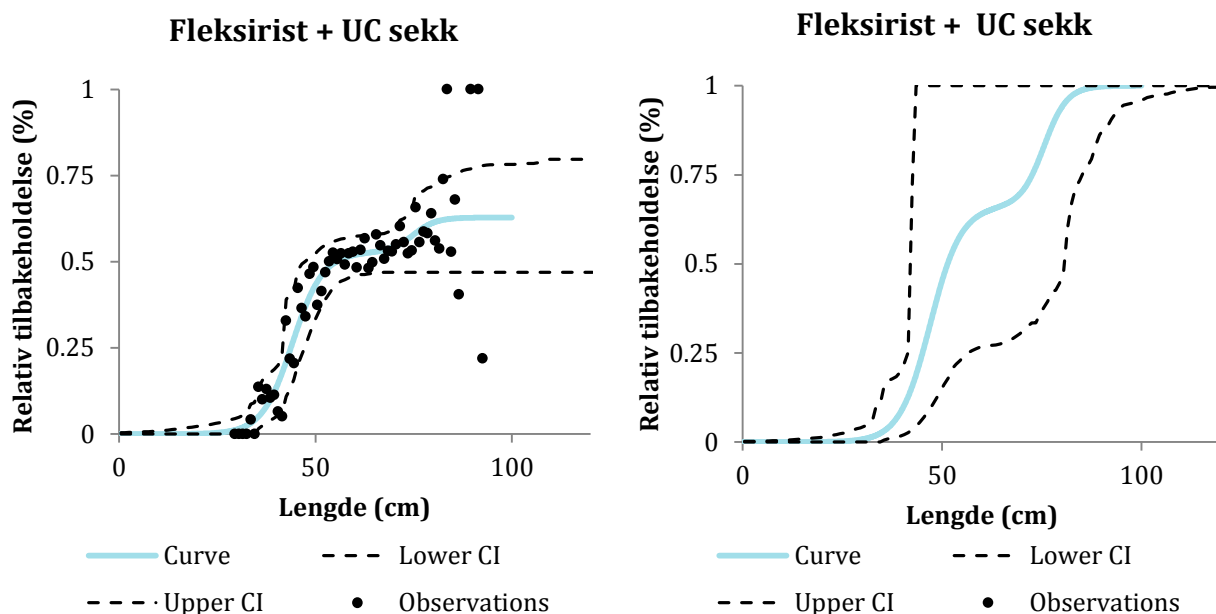 Fleksirist + UC sekk
Relativ tilbakeholdelse (%)
1
0.75
0.5
0.25
0
0
50
100
Lengde (cm)
Curve
Lower CI
Upper CI
Observations
Fleksirist + UC sekk
Relativ tilbakeholdelse (%)
1
0.75
0.5
0.25
0
0
50
100
Lengde (cm)
Curve
Lower CI
Upper CI
Observations